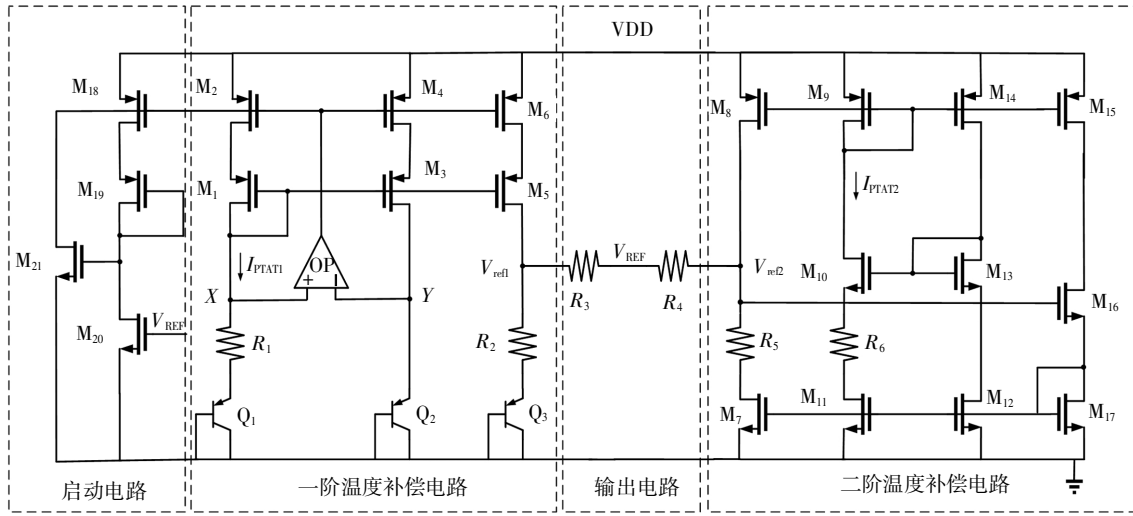 VDD
M18 M2 M4 M6 M8 M9 M14 M15
M19 M1 M3 M5
IPTAT1 IPTAT2
M21 OP
X + Y Vref1 VREF Vref2 M10 M13
R3 R4 M16
M20 VREF R1 R2 R5 R6
Q1 Q2 Q3 M7 M11 M12 M17
启动电路 一阶温度补偿电路 输出电路 二阶温度补偿电路